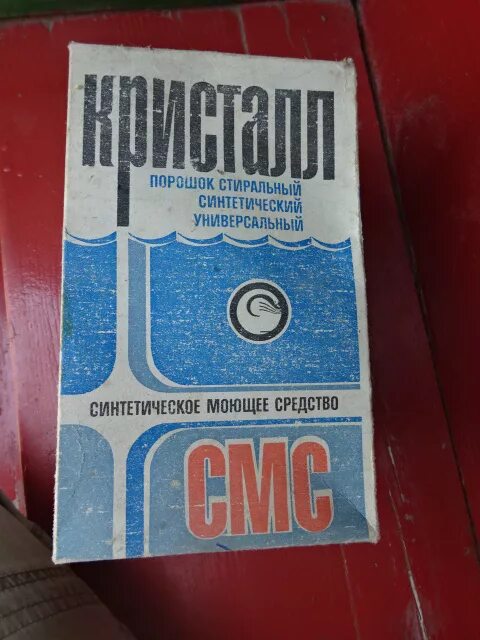 Кристалл
ПОРОШОК СТИРАЛЬНЫЙ
СИНТЕТИЧЕСКИЙ
УНИВЕРСАЛЬНЫЙ
СИНТЕТИЧЕСКОЕ МОЮЩЕЕ СРЕДСТВО
СМС